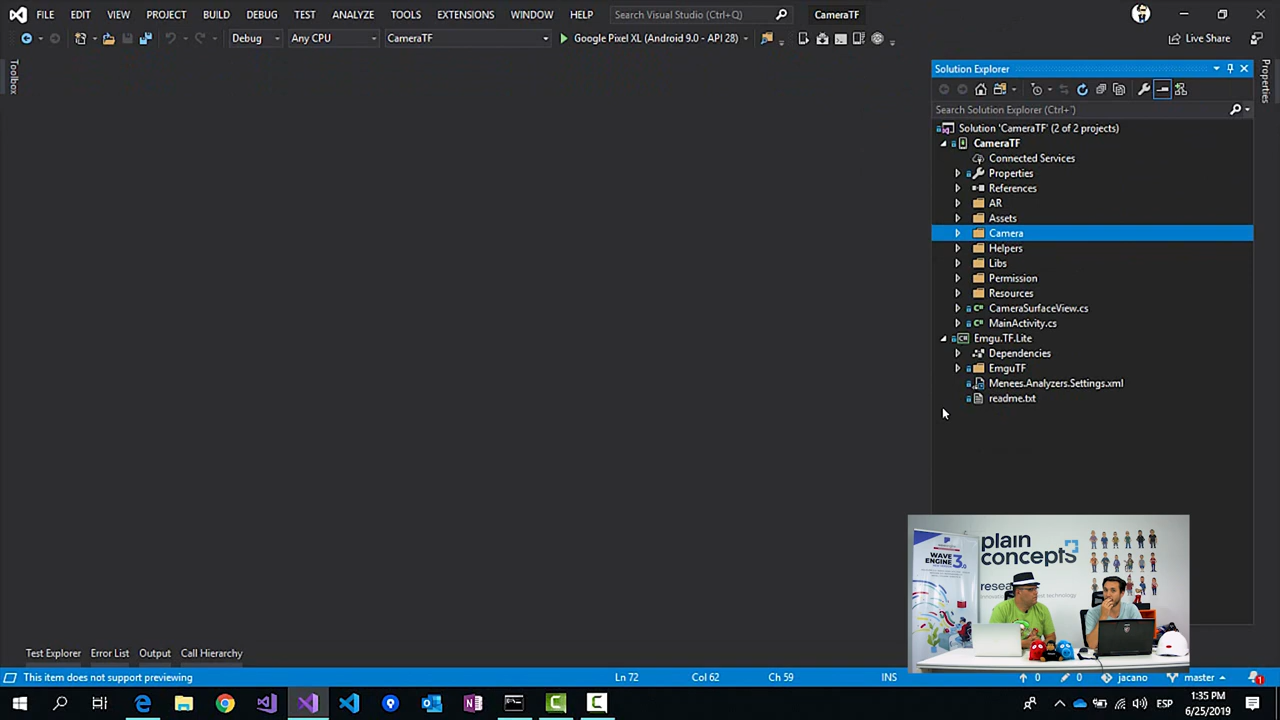 FILE EDIT VIEW PROJECT BUILD DEBUG TEST ANALYZE TOOLS EXTENSIONS WINDOW HELP Search Visual Studio (Ctrl+Q) CameraTF
Debug Any CPU CameraTF Google Pixel XL (Android 9.0 - API 28) Live Share
Toolbox
Solution Explorer
Properties
Search Solution Explorer (Ctrl+')
Solution 'CameraTF' (2 of 2 projects)
CameraTF
Connected Services
Properties
References
AR
Assets
Camera
Helpers
Libs
Permission
Resources
CameraSurfaceView.cs
MainActivity.cs
Emgu.TF.Lite
Dependencies
EmguTF
Menees.Analyzers.Settings.xml
readme.txt
plain
concepts
WAVE
ENGINE
3.0
Test Explorer Error List Output Call Hierarchy
This item does not support previewing Ln 72 Col 62 Ch 59 INS 0 0 jacano master 1
ESP
1:35 PM
6/25/2019